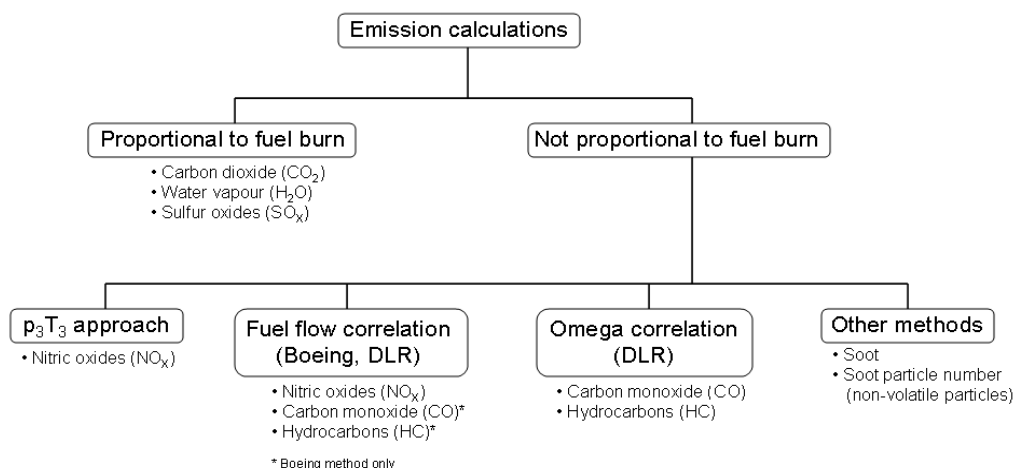 Emission calculations
Proportional to fuel burn
• Carbon dioxide (CO₂)
• Water vapour (H₂O)
• Sulfur oxides (SOₓ)
Not proportional to fuel burn
p₃T₃ approach
• Nitric oxides (NOₓ)
Fuel flow correlation
(Boeing, DLR)
• Nitric oxides (NOₓ)
• Carbon monoxide (CO)*
• Hydrocarbons (HC)*
* Boeing method only
Omega correlation
(DLR)
• Carbon monoxide (CO)
• Hydrocarbons (HC)
Other methods
• Soot
• Soot particle number
(non-volatile particles)